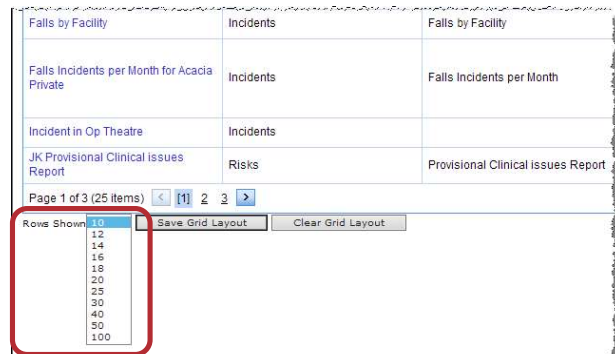 Falls by Facility Incidents Falls by Facility
Falls Incidents per Month for Acacia
Private Incidents Falls Incidents per Month
Incident in Op Theatre Incidents
JK Provisional Clinical issues
Report Risks Provisional Clinical issues Report
Page 1 of 3 (25 items) < [1] 2 3 >
Rows Shown 10 Save Grid Layout Clear Grid Layout
12
14
16
18
20
25
30
40
50
100